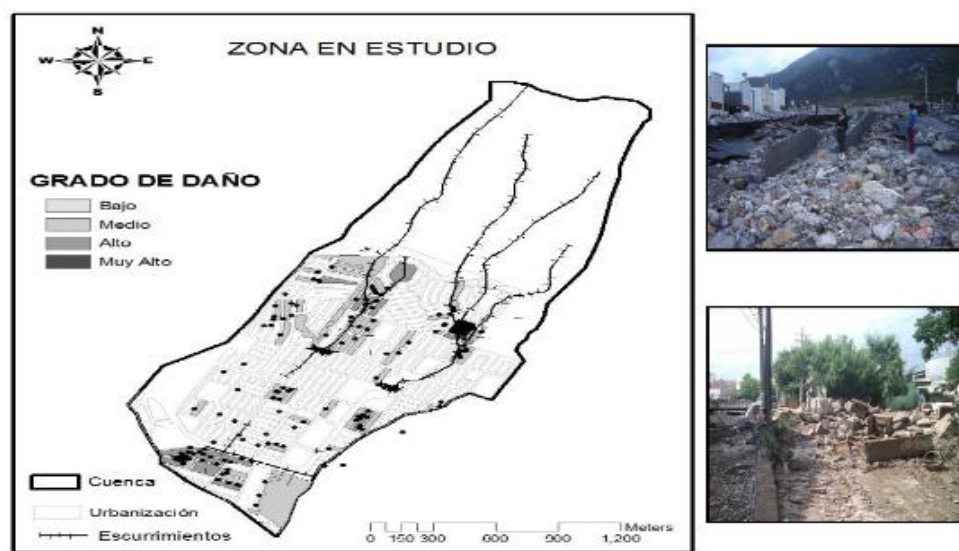 N
W E
S
ZONA EN ESTUDIO
GRADO DE DAÑO
Bajo
Medio
Alto
Muy Alto
Cuenca
Urbanización
Escurrimientos
Meters
0 150 300 600 900 1,200